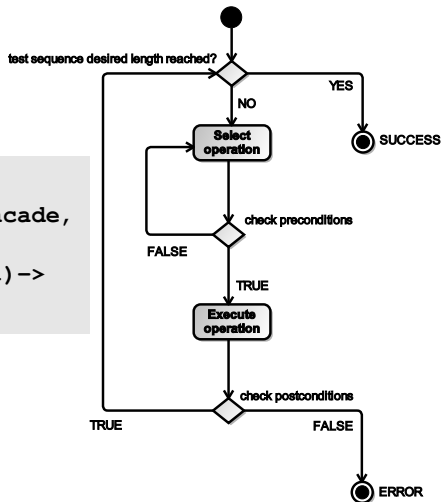 test sequence desired length reached?
YES
NO
Select
operation
SUCCESS
acade,
check preconditions
FALSE
)->
TRUE
Execute
operation
check postconditions
TRUE
FALSE
ERROR